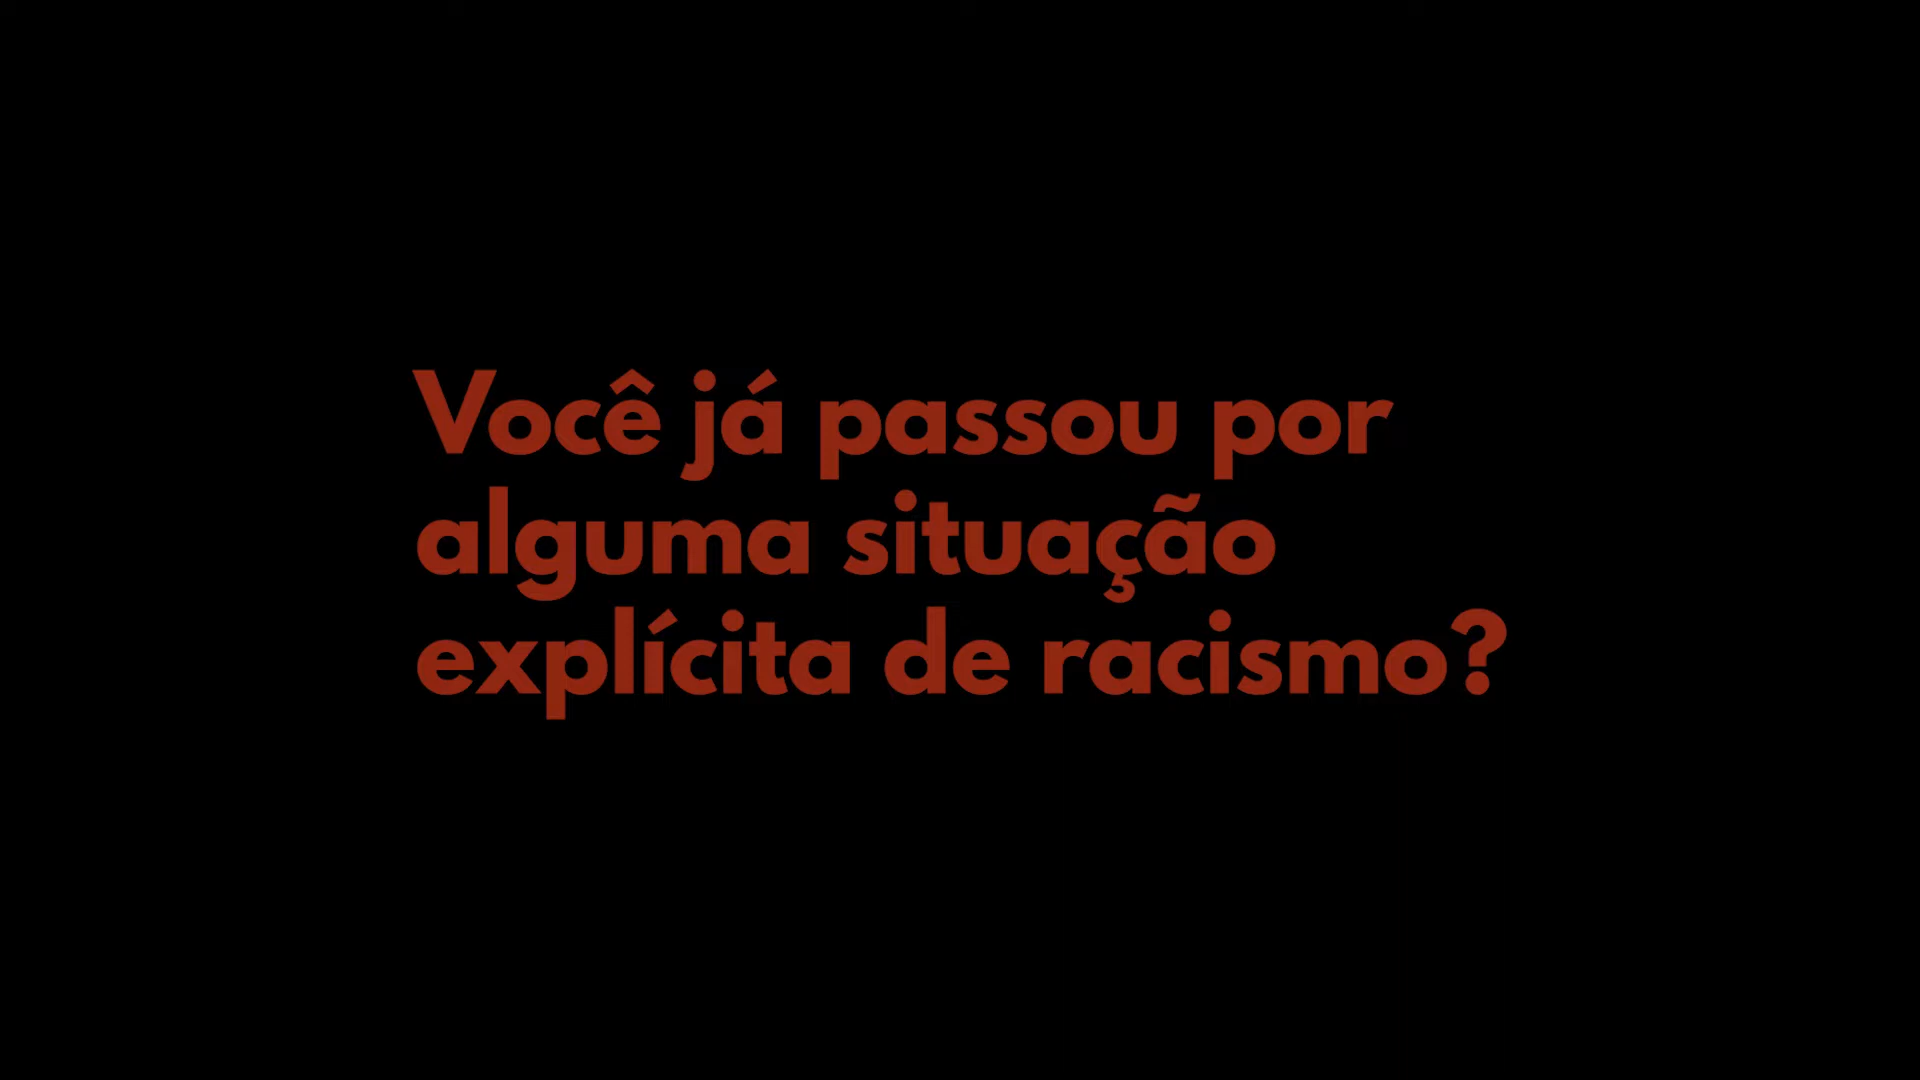 Você já passou por
alguma situação
explícita de racismo?